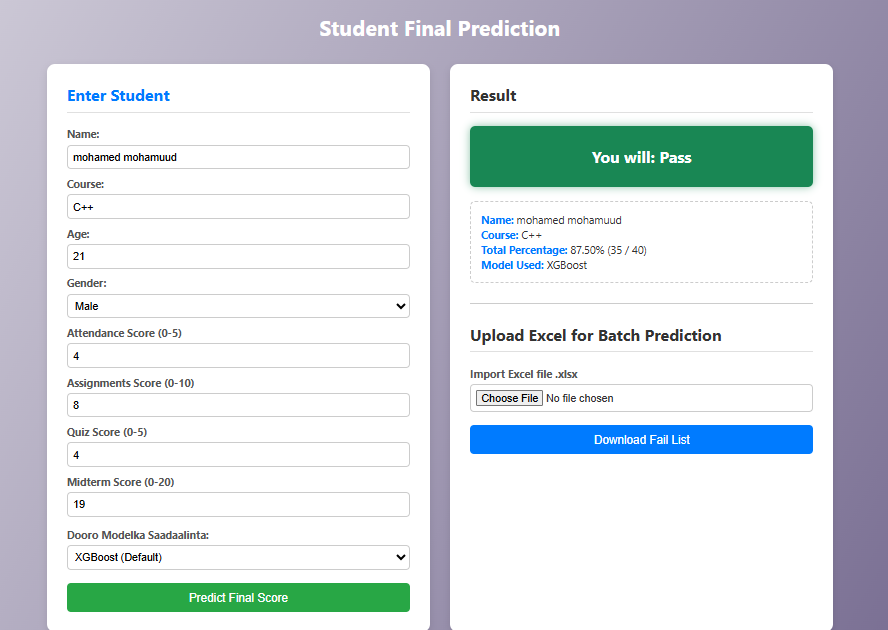 Student Final Prediction
Enter Student
Name:
mohamed mohamuud
Course:
C++
Age:
21
Gender:
Male
Attendance Score (0-5)
4
Assignments Score (0-10)
8
Quiz Score (0-5)
4
Midterm Score (0-20)
19
Dooro Modelka Saadaalinta:
XGBoost (Default)
Predict Final Score
Result
You will: Pass
Name: mohamed mohamuud
Course: C++
Total Percentage: 87.50% (35 / 40)
Model Used: XGBoost
Upload Excel for Batch Prediction
Import Excel file .xlsx
Choose File No file chosen
Download Fail List